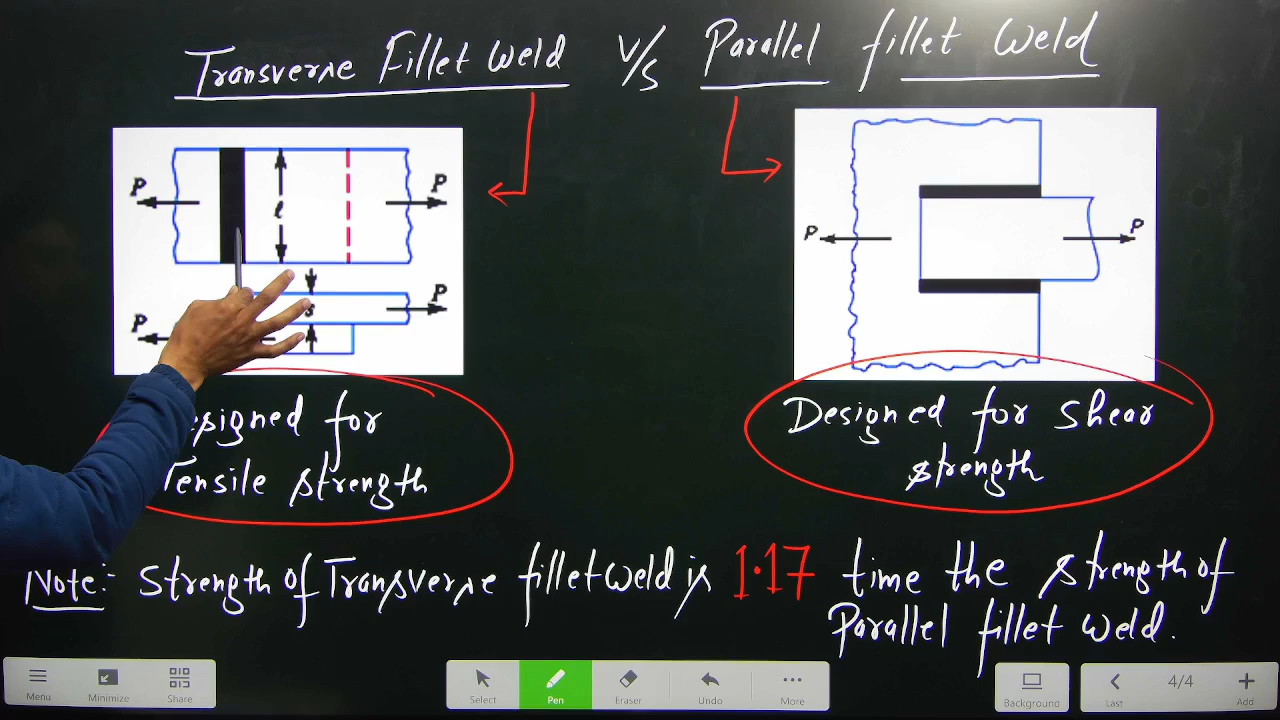 Transverse Fillet Weld V/S Parallel fillet Weld
P P
l
P
s
P
P P
Designed for
Tensile strength
Designed for shear
strength
Note:- Strength of Transverse fillet weld is 1.17 time the strength of
Parallel fillet weld.
Menu Minimize Share Select Pen Eraser Undo More Background Last 4/4 Add